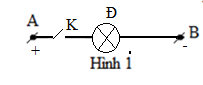 Đ
A K B
+ -
Hình 1